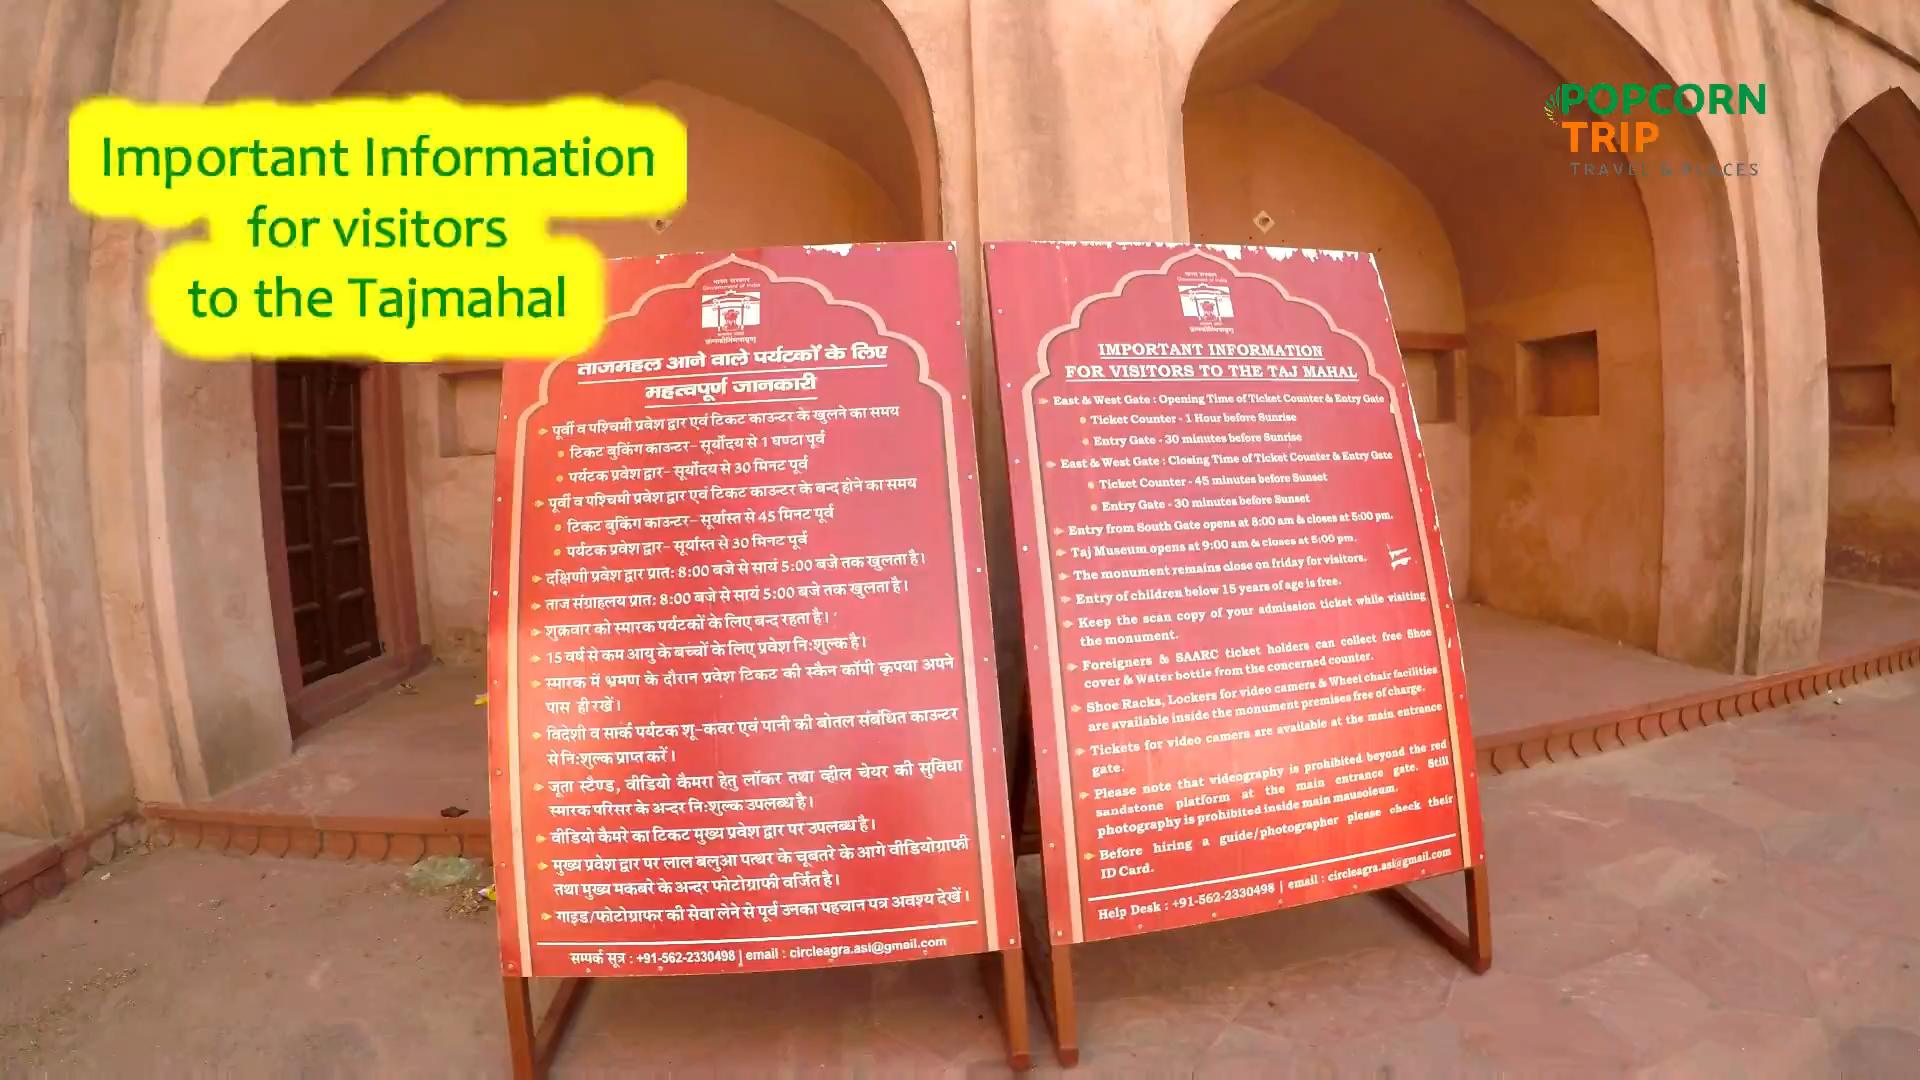 Important Information
for visitors
to the Tajmahal
POPCORN
TRIP
TRAVEL & PLACES
भारत सरकार
Government of India
ताजमहल आने वाले पर्यटकों के लिए
महत्वपूर्ण जानकारी
पूर्वी व पश्चिमी प्रवेश द्वार एवं टिकट काउन्टर के खुलने का समय
टिकट बुकिंग काउन्टर– सूर्योदय से 1 घण्टा पूर्व
पर्यटक प्रवेश द्वार– सूर्योदय से 30 मिनट पूर्व
पूर्वी व पश्चिमी प्रवेश द्वार एवं टिकट काउन्टर के बन्द होने का समय
टिकट बुकिंग काउन्टर– सूर्यास्त से 45 मिनट पूर्व
पर्यटक प्रवेश द्वार– सूर्यास्त से 30 मिनट पूर्व
दक्षिणी प्रवेश द्वार प्रातः 8:00 बजे से सायं 5:00 बजे तक खुलता है।
ताज संग्राहलय प्रातः 8:00 बजे से सायं 5:00 बजे तक खुलता है।
शुक्रवार को स्मारक पर्यटकों के लिए बन्द रहता है।
15 वर्ष से कम आयु के बच्चों के लिए प्रवेश निःशुल्क है।
स्मारक में भ्रमण के दौरान प्रवेश टिकट की स्कैन कॉपी कृपया अपने
पास ही रखें।
विदेशी व सार्क पर्यटक शू–कवर एवं पानी की बोतल संबंधित काउन्टर
से निःशुल्क प्राप्त करें।
जूता स्टैण्ड, वीडियो कैमरा हेतु लॉकर तथा व्हील चेयर की सुविधा
स्मारक परिसर के अन्दर निःशुल्क उपलब्ध है।
वीडियो कैमरे का टिकट मुख्य प्रवेश द्वार पर उपलब्ध है।
मुख्य प्रवेश द्वार पर लाल बलुआ पत्थर के चूबतरे के आगे वीडियोग्राफी
तथा मुख्य मकबरे के अन्दर फोटोग्राफी वर्जित है।
गाइड/फोटोग्राफर की सेवा लेने से पूर्व उनका पहचान पत्र अवश्य देखें।
सम्पर्क सूत्र : +91-562-2330498 | email : circleagra.asi@gmail.com
भारत सरकार
Government of India
IMPORTANT INFORMATION
FOR VISITORS TO THE TAJ MAHAL
East & West Gate : Opening Time of Ticket Counter & Entry Gate
Ticket Counter - 1 Hour before Sunrise
Entry Gate - 30 minutes before Sunrise
East & West Gate : Closing Time of Ticket Counter & Entry Gate
Ticket Counter - 45 minutes before Sunset
Entry Gate - 30 minutes before Sunset
Entry from South Gate opens at 8:00 am & closes at 5:00 pm.
Taj Museum opens at 9:00 am & closes at 5:00 pm.
The monument remains close on friday for visitors.
Entry of children below 15 years of age is free.
Keep the scan copy of your admission ticket while visiting
the monument.
Foreigners & SAARC ticket holders can collect free Shoe
cover & Water bottle from the concerned counter.
Shoe Racks, Lockers for video camera & Wheel chair facilities
are available inside the monument premises free of charge.
Tickets for video camera are available at the main entrance
gate.
Please note that videography is prohibited beyond the red
sandstone platform at the main entrance gate. Still
photography is prohibited inside main mausoleum.
Before hiring a guide/photographer please check their
ID Card.
Help Desk : +91-562-2330498 | email : circleagra.asi@gmail.com